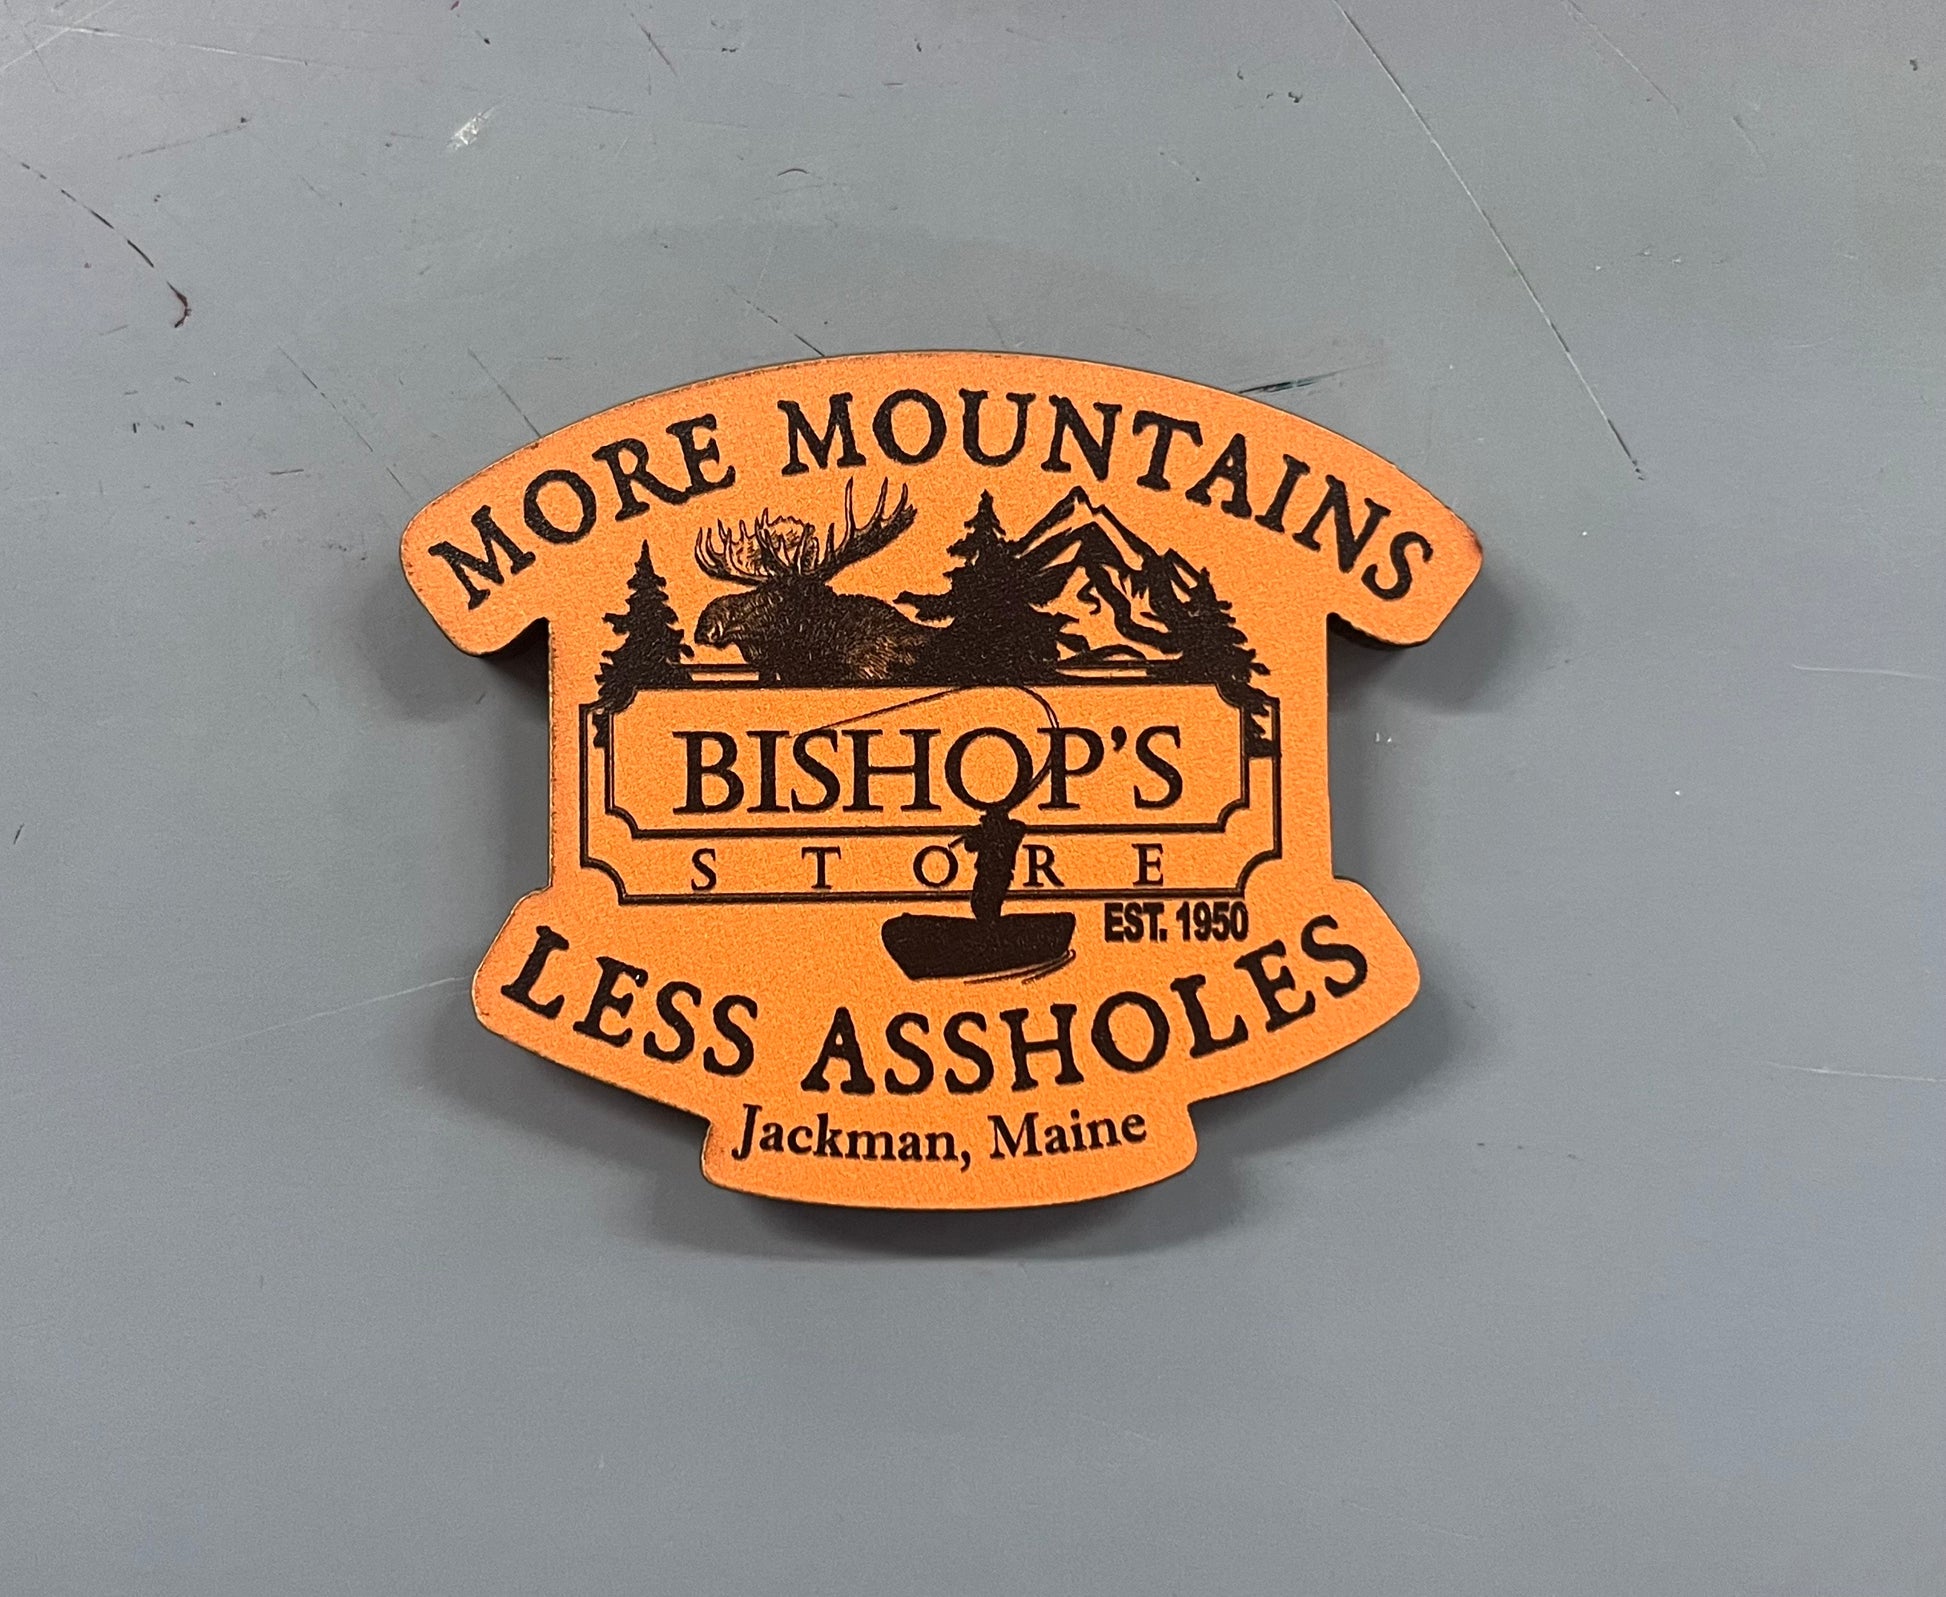 MORE MOUNTAINS
BISHOP'S
STORE
EST. 1950
LESS ASSHOLES
Jackman, Maine